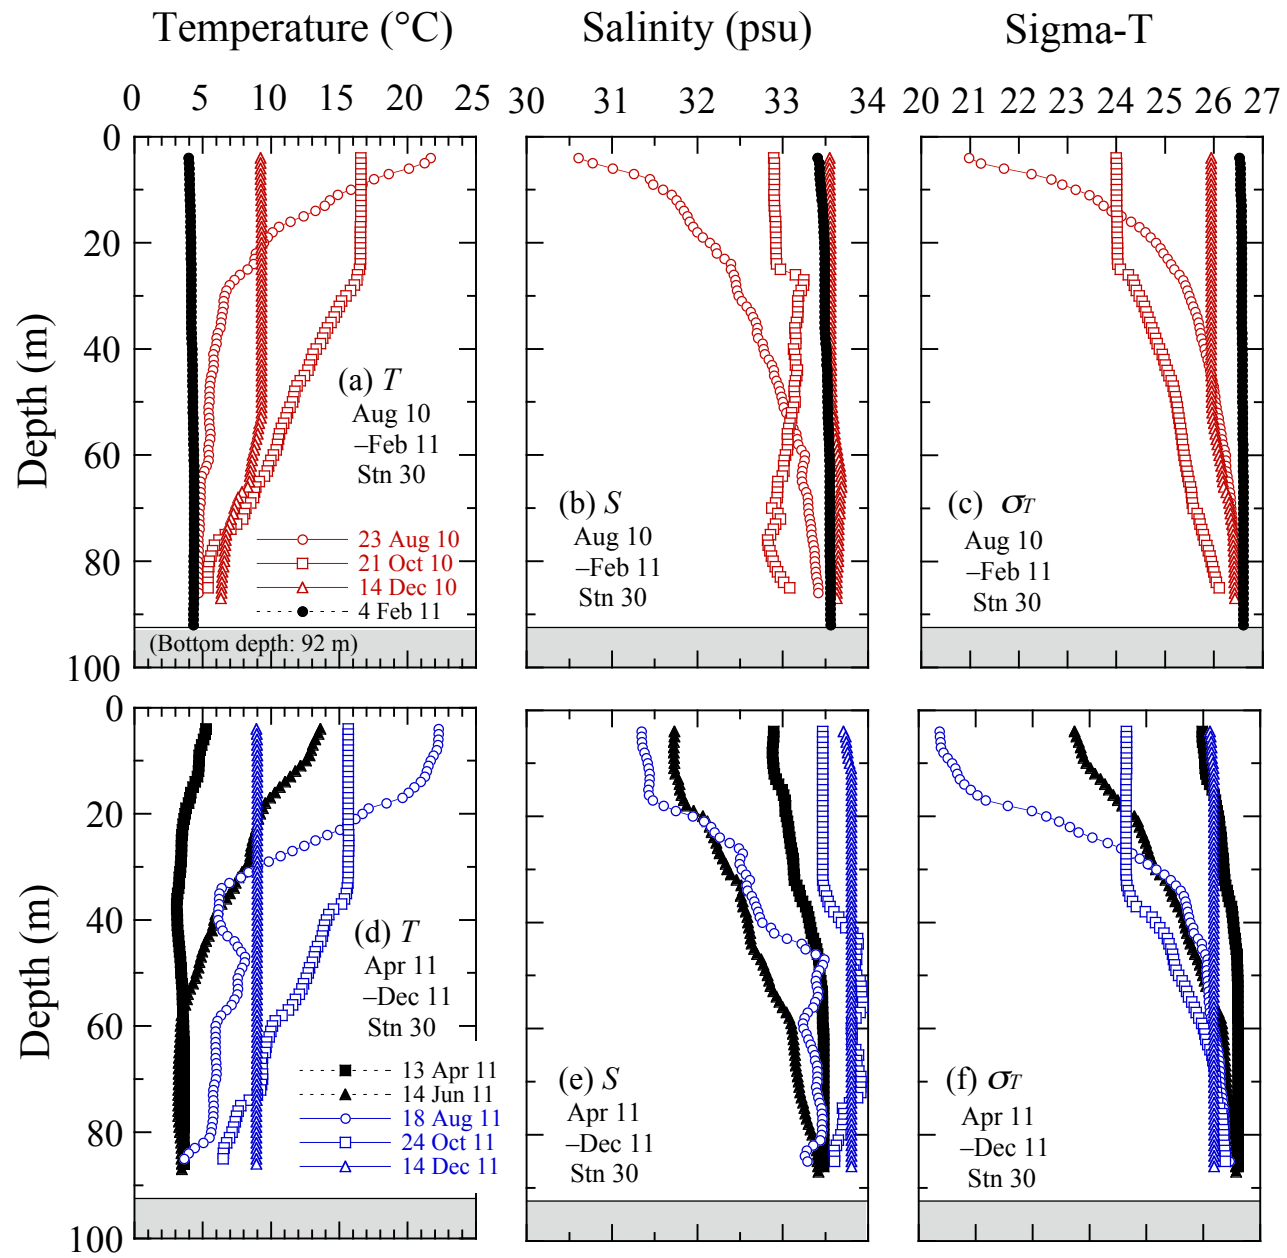 Temperature (°C) Salinity (psu) Sigma-T
0 5 10 15 20 25 30 31 32 33 34 20 21 22 23 24 25 26 27
0
20
40
60
80
100
Depth (m)
(a) T
Aug 10
–Feb 11
Stn 30
23 Aug 10
21 Oct 10
14 Dec 10
4 Feb 11
(Bottom depth: 92 m)
(b) S
Aug 10
–Feb 11
Stn 30
(c) σT
Aug 10
–Feb 11
Stn 30
0
20
40
60
80
100
Depth (m)
(d) T
Apr 11
–Dec 11
Stn 30
13 Apr 11
14 Jun 11
18 Aug 11
24 Oct 11
14 Dec 11
(e) S
Apr 11
–Dec 11
Stn 30
(f) σT
Apr 11
–Dec 11
Stn 30